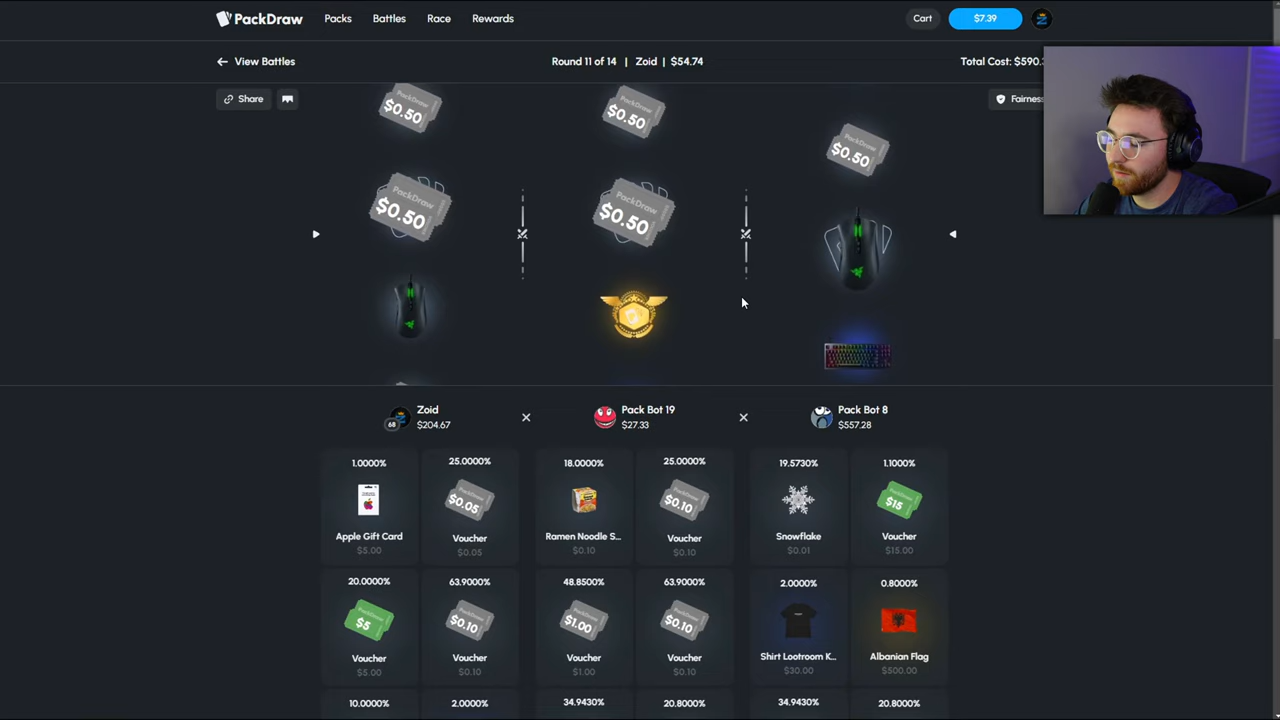 PackDraw
Packs
Battles
Race
Rewards
Cart
$7.39
View Battles
Round 11 of 14 | Zoid | $54.74
Total Cost: $590.
Share
Fairness
$0.50
$0.50
$0.50
PackDraw
$0.50
PackDraw
$0.50
68
Zoid
$204.67
Pack Bot 19
$27.33
Pack Bot 8
$557.28
1.0000%
Apple Gift Card
$5.00
25.0000%
$0.05
Voucher
$0.05
18.0000%
Ramen Noodle S...
$0.10
25.0000%
$0.10
Voucher
$0.10
19.5730%
Snowflake
$0.01
1.1000%
$15
Voucher
$15.00
20.0000%
$5
Voucher
$5.00
63.9000%
$0.10
Voucher
$0.10
48.8500%
$1.00
Voucher
$1.00
63.9000%
$0.10
Voucher
$0.10
2.0000%
Shirt Lootroom K...
$30.00
0.8000%
Albanian Flag
$500.00
10.0000%
2.0000%
34.9430%
20.8000%
34.9430%
20.8000%